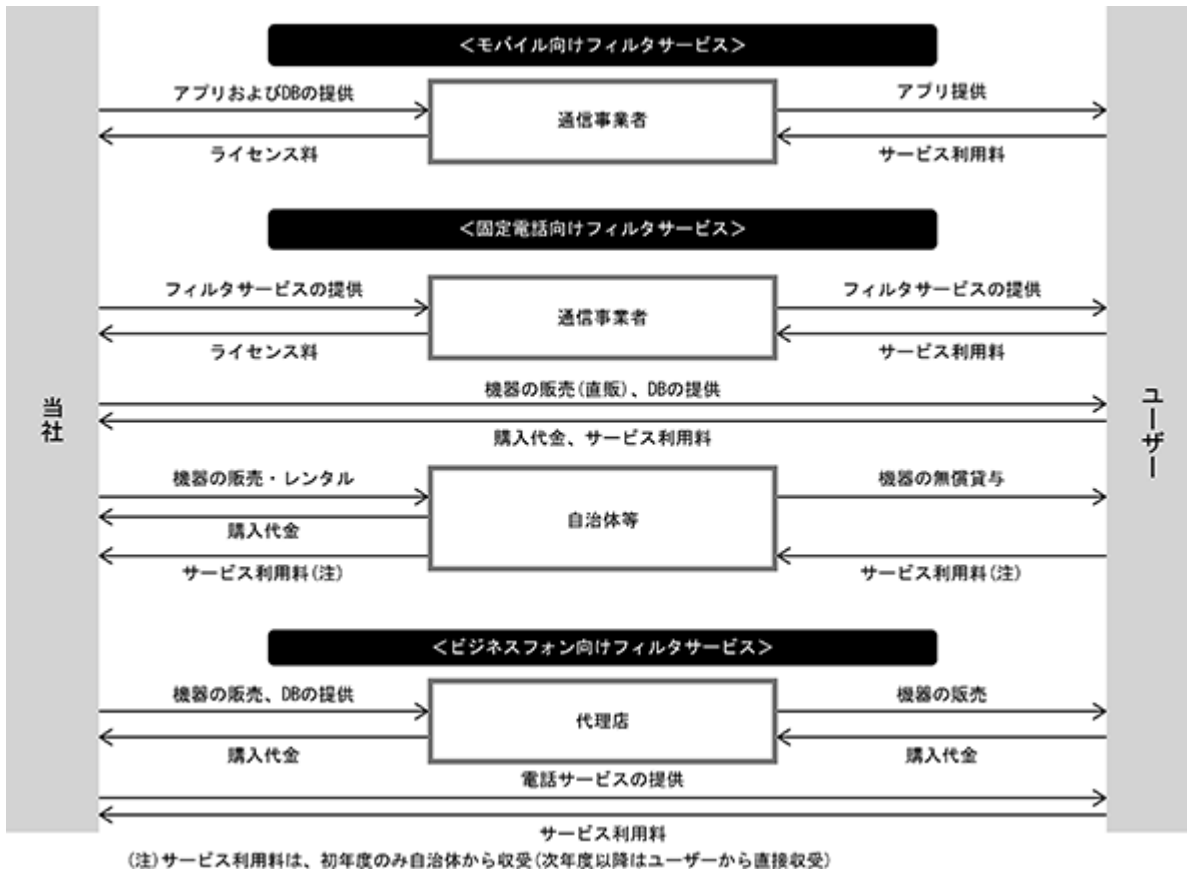 ＜モバイル向けフィルタサービス＞
アプリおよびDBの提供
通信事業者
アプリ提供
ライセンス料
サービス利用料
＜固定電話向けフィルタサービス＞
フィルタサービスの提供
通信事業者
フィルタサービスの提供
ライセンス料
サービス利用料
当社
機器の販売(直販)、DBの提供
ユーザー
購入代金、サービス利用料
機器の販売・レンタル
自治体等
機器の無償貸与
購入代金
サービス利用料(注)
サービス利用料(注)
＜ビジネスフォン向けフィルタサービス＞
機器の販売、DBの提供
代理店
機器の販売
購入代金
購入代金
電話サービスの提供
サービス利用料
(注)サービス利用料は、初年度のみ自治体から収受(次年度以降はユーザーから直接収受)